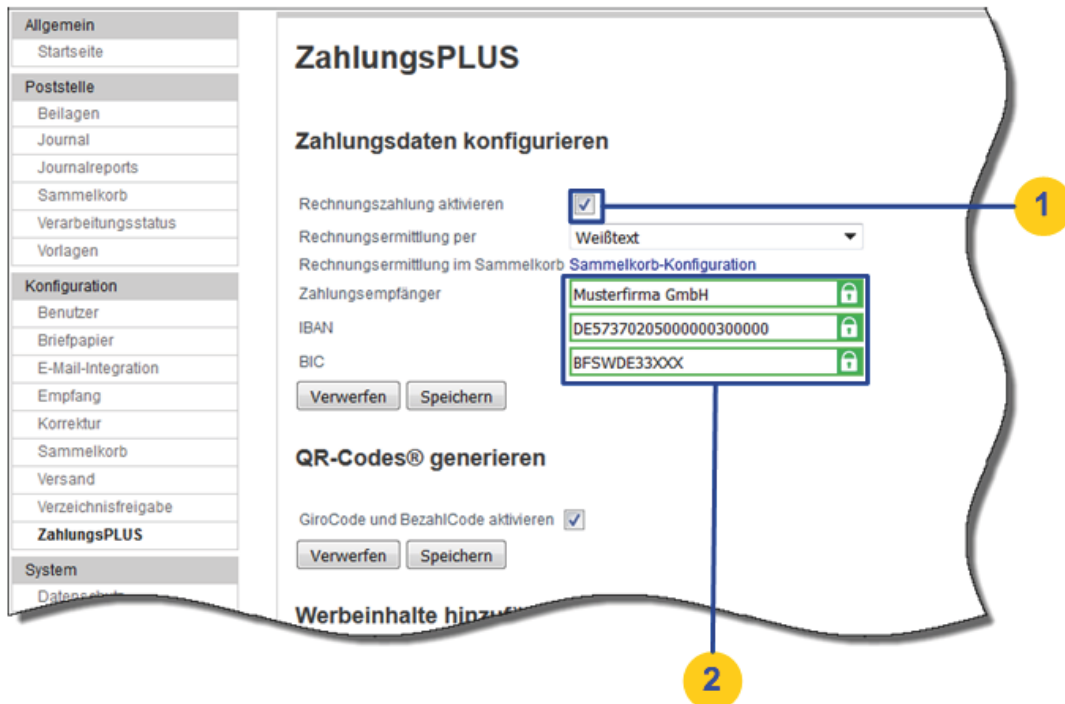 Allgemein
Startseite
Poststelle
Beilagen
Journal
Journalreports
Sammelkorb
Verarbeitungsstatus
Vorlagen
Konfiguration
Benutzer
Briefpapier
E-Mail-Integration
Empfang
Korrektur
Sammelkorb
Versand
Verzeichnisfreigabe
ZahlungsPLUS
System
Datenschutz
ZahlungsPLUS
Zahlungsdaten konfigurieren
Rechnungszahlung aktivieren
1
Rechnungsermittlung per Weißtext
Rechnungsermittlung im Sammelkorb Sammelkorb-Konfiguration
Zahlungsempfänger Musterfirma GmbH
IBAN DE57370205000000300000
BIC BFSWDE33XXX
Verwerfen Speichern
QR-Codes® generieren
GiroCode und BezahlCode aktivieren
Verwerfen Speichern
Werbeinhalte
2